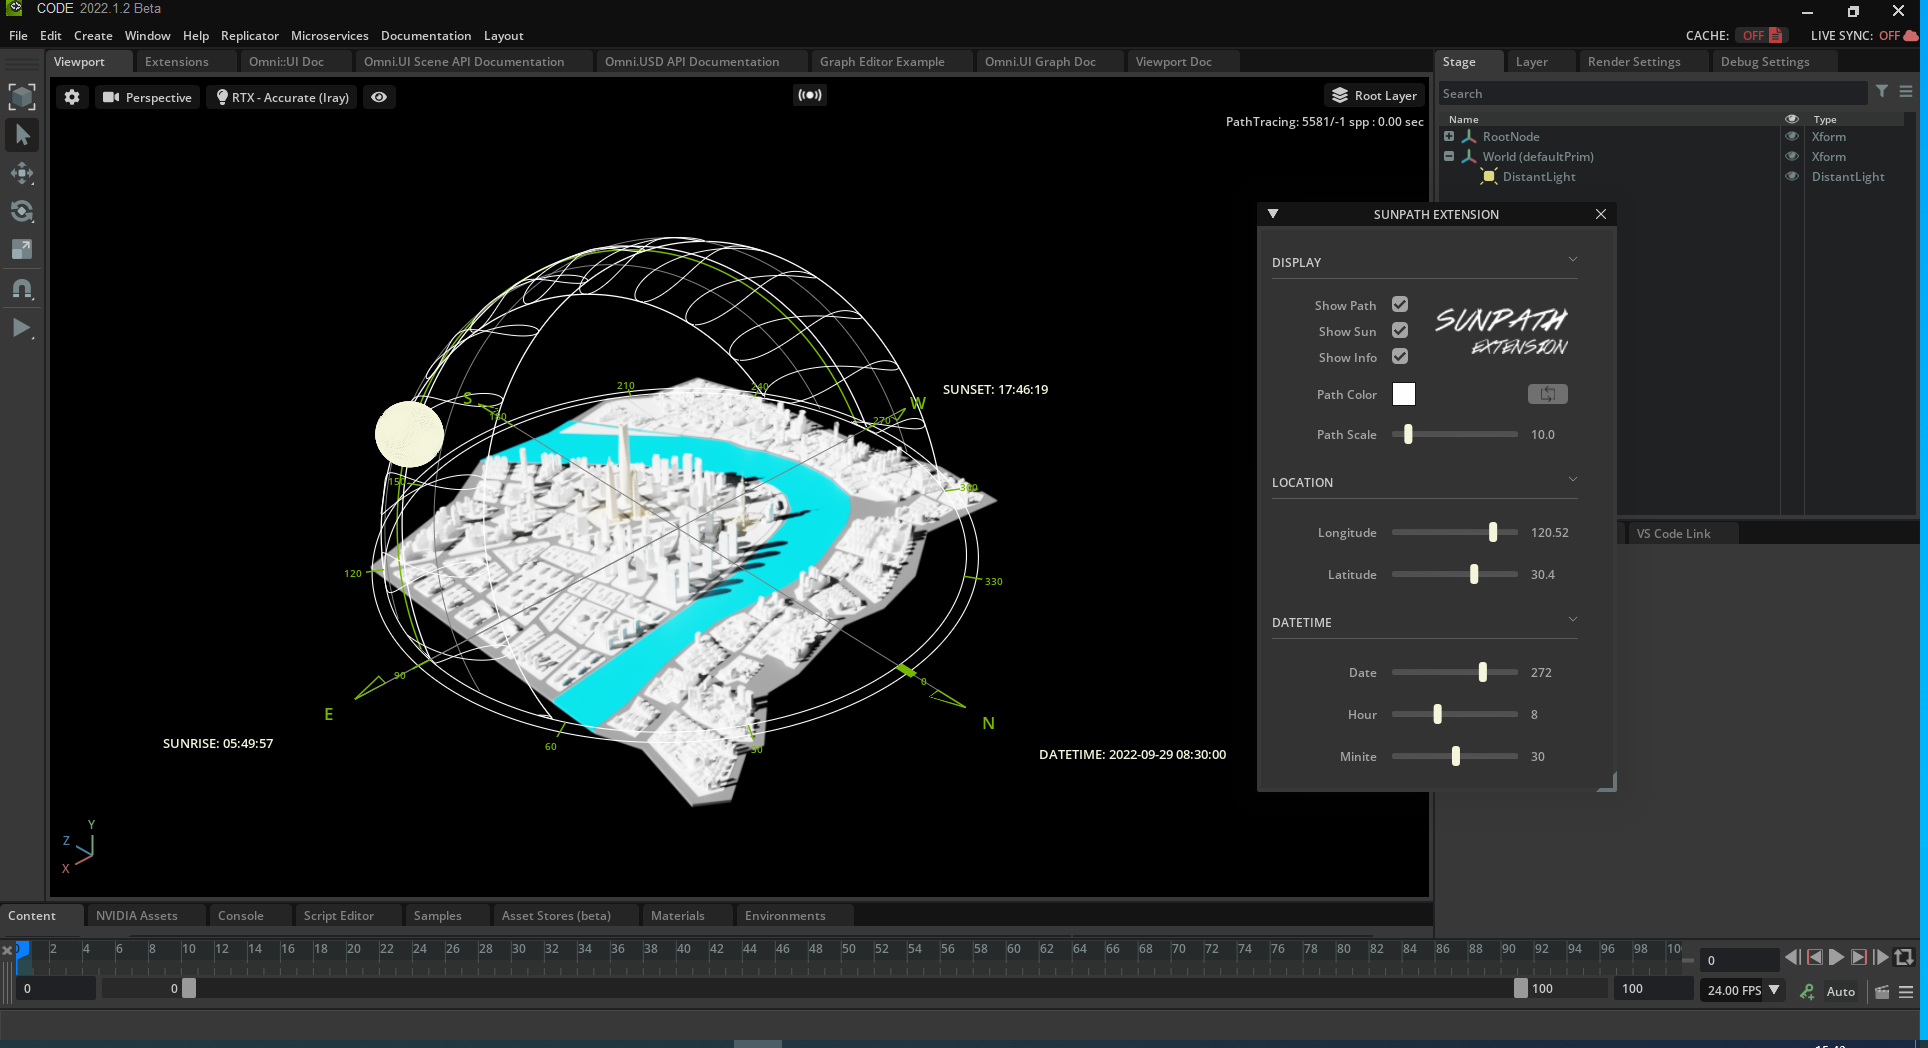 CODE 2022.1.2 Beta
File Edit Create Window Help Replicator Microservices Documentation Layout
CACHE: OFF LIVE SYNC: OFF
Viewport Extensions Omni::UI Doc Omni.UI Scene API Documentation Omni.USD API Documentation Graph Editor Example Omni.UI Graph Doc Viewport Doc
Stage Layer Render Settings Debug Settings
Perspective RTX - Accurate (Iray) Root Layer
PathTracing: 5581/-1 spp : 0.00 sec
Search
Name Type
RootNode Xform
World (defaultPrim) Xform
DistantLight DistantLight
SUNPATH EXTENSION
DISPLAY
Show Path
Show Sun
Show Info
SUNPATH
EXTENSION
Path Color
Path Scale 10.0
LOCATION
Longitude 120.52
Latitude 30.4
DATETIME
Date 272
Hour 8
Minite 30
VS Code Link
210
240
S
180
W
270
SUNSET: 17:46:19
150
300
120
330
90
0
E
N
60
30
SUNRISE: 05:49:57
DATETIME: 2022-09-29 08:30:00
Y
Z
X
Content NVIDIA Assets Console Script Editor Samples Asset Stores (beta) Materials Environments
2 4 6 8 10 12 14 16 18 20 22 24 26 28 30 32 34 36 38 40 42 44 46 48 50 52 54 56 58 60 62 64 66 68 70 72 74 76 78 80 82 84 86 88 90 92 94 96 98 10
0
0 0 100 100 24.00 FPS Auto